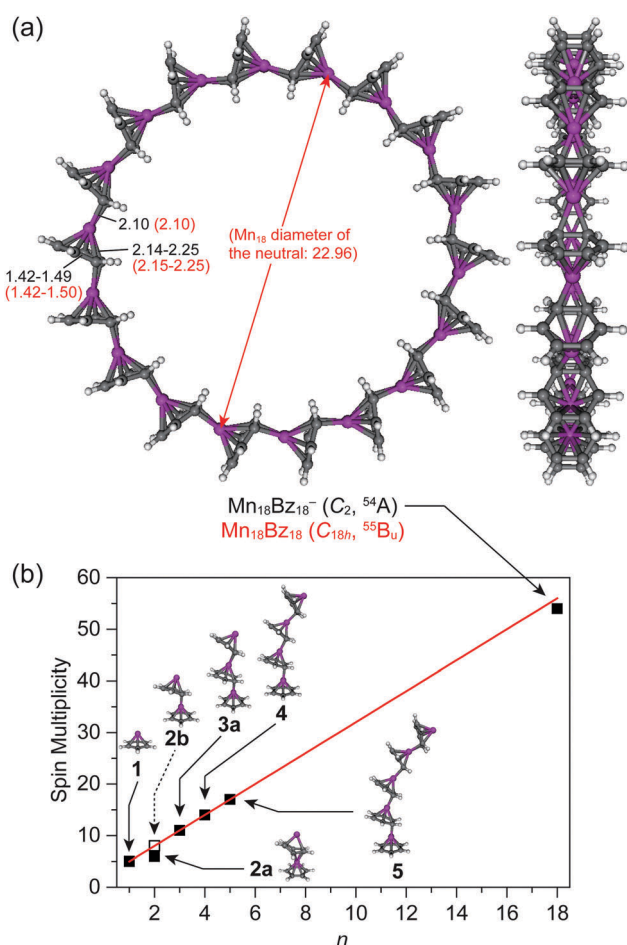 (a)
2.10 (2.10)
2.14-2.25
(2.15-2.25)
1.42-1.49
(1.42-1.50)
(Mn₁₈ diameter of
the neutral: 22.96)
Mn₁₈Bz₁₈⁻ (C₂, ⁵⁴A)
Mn₁₈Bz₁₈ (C₁₈ₕ, ⁵⁵Bᵤ)
(b)
Spin Multiplicity
60
50
40
30
20
10
0
1
2b
3a
4
2a
5
2 4 6 8 10 12 14 16 18
n